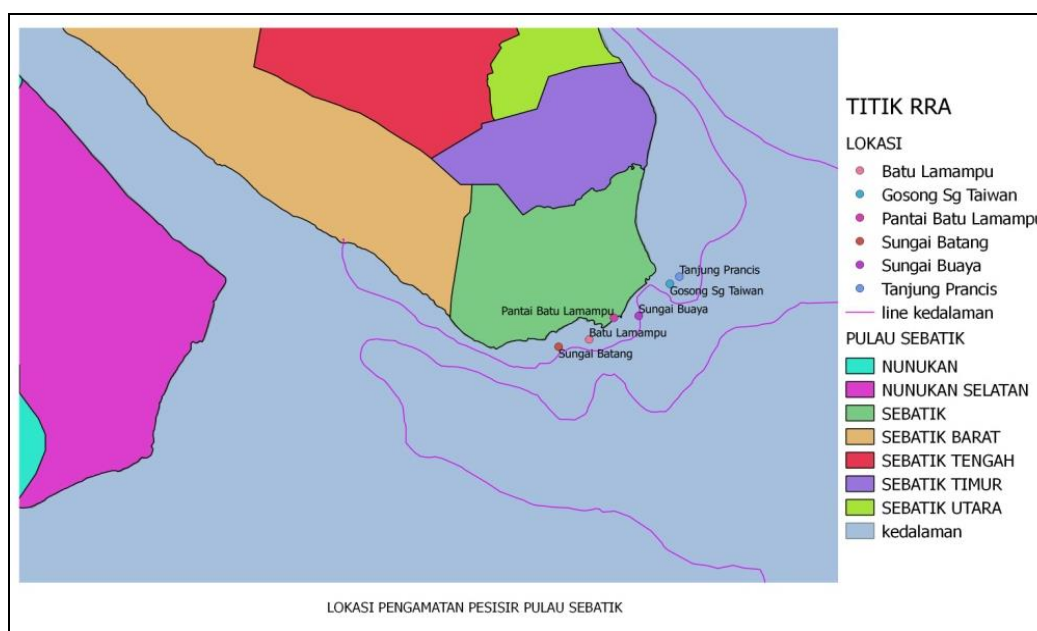 Tanjung Prancis
Gosong Sg Taiwan
Pantai Batu Lamampu
Sungai Buaya
Batu Lamampu
Sungai Batang
TITIK RRA
LOKASI
Batu Lamampu
Gosong Sg Taiwan
Pantai Batu Lamampu
Sungai Batang
Sungai Buaya
Tanjung Prancis
line kedalaman
PULAU SEBATIK
NUNUKAN
NUNUKAN SELATAN
SEBATIK
SEBATIK BARAT
SEBATIK TENGAH
SEBATIK TIMUR
SEBATIK UTARA
kedalaman
LOKASI PENGAMATAN PESISIR PULAU SEBATIK